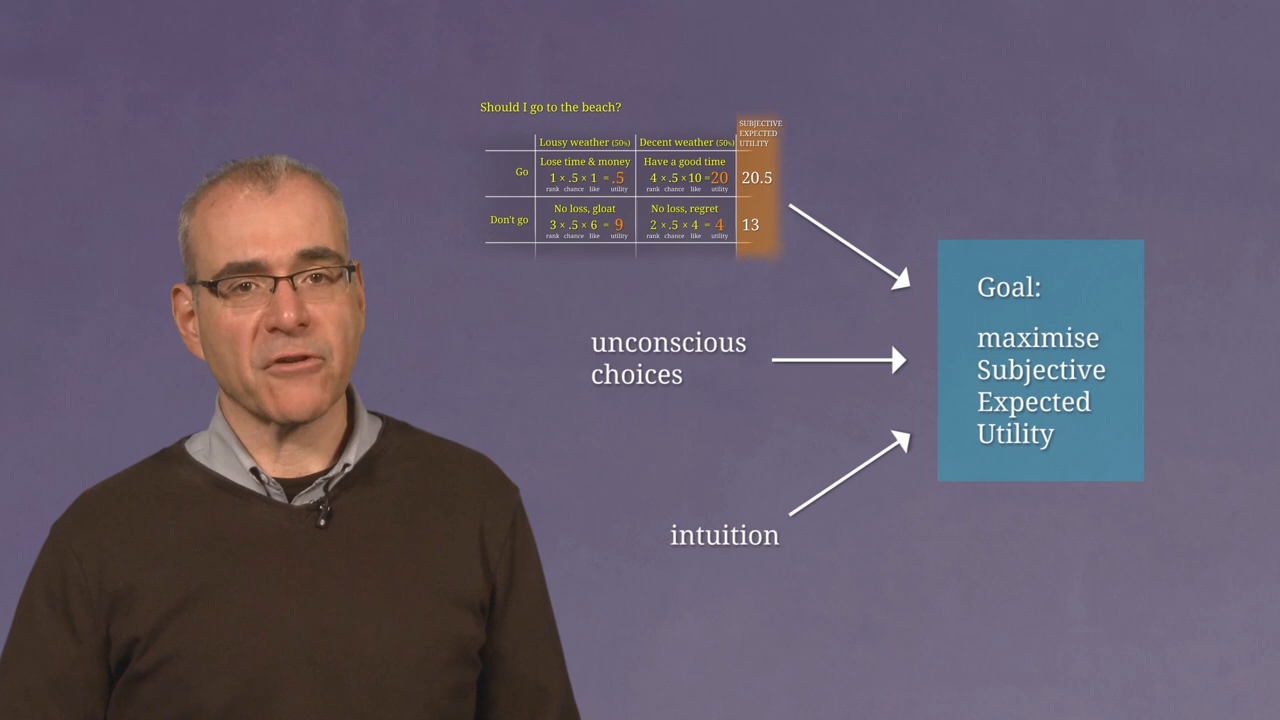 Should I go to the beach?
SUBJECTIVE
EXPECTED
UTILITY
Lousy weather (50%) Decent weather (50%)
Lose time & money Have a good time
Go 1 × .5 × 1 = .5 4 × .5 × 10 = 20 20.5
rank chance like utility rank chance like utility
No loss, gloat No loss, regret
Don't go 3 × .5 × 6 = 9 2 × .5 × 4 = 4 13
rank chance like utility rank chance like utility
unconscious
choices
intuition
Goal:
maximise
Subjective
Expected
Utility